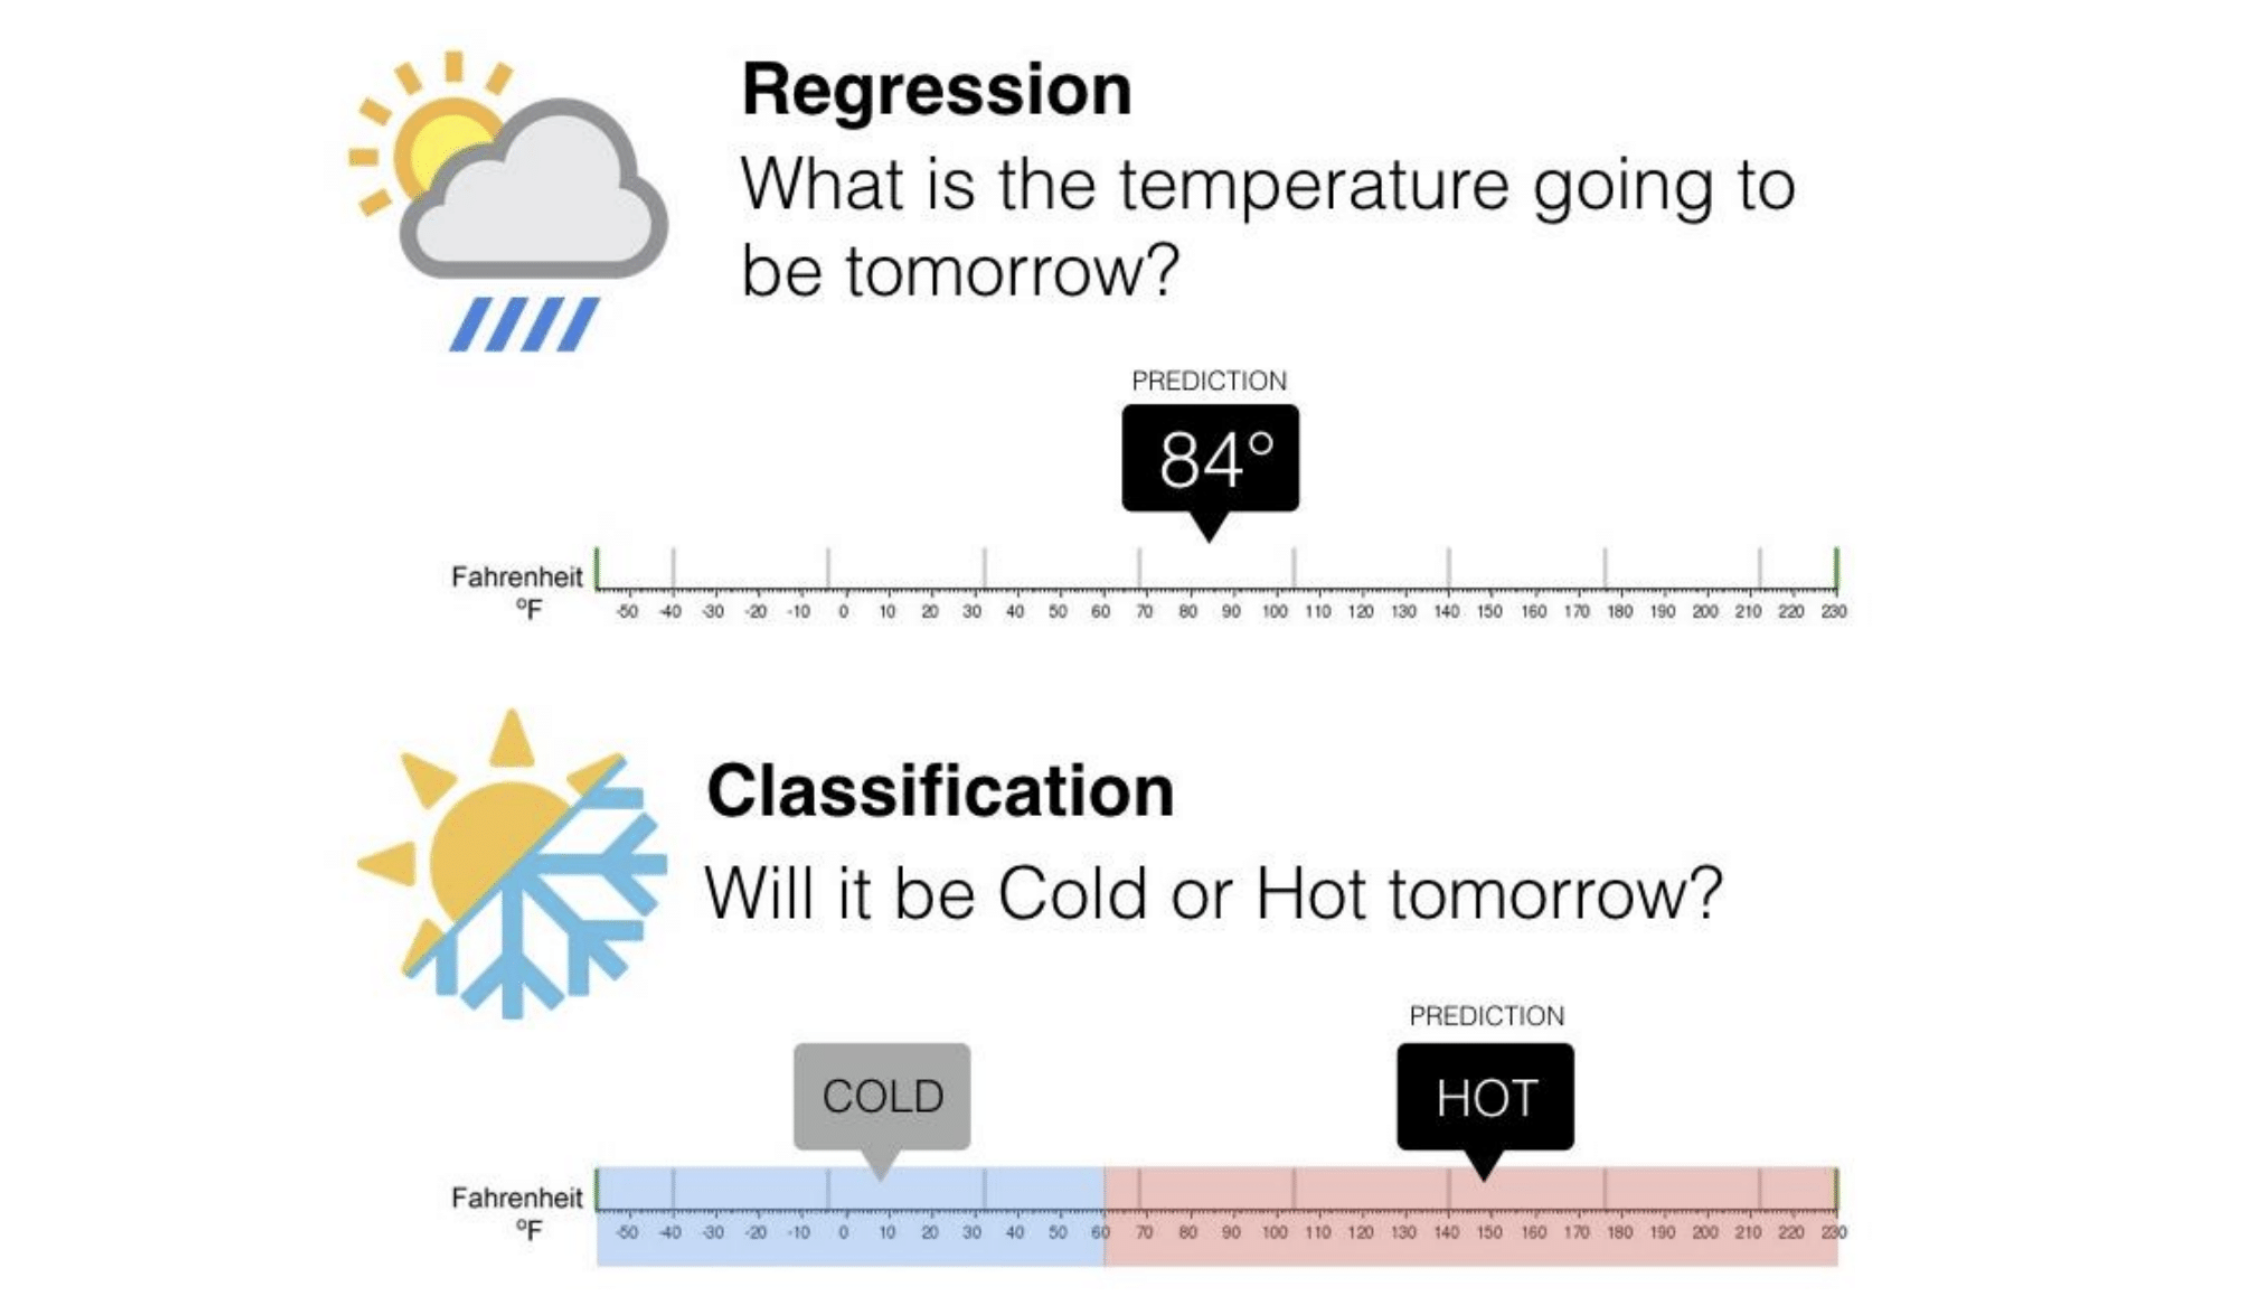 Regression
What is the temperature going to
be tomorrow?
PREDICTION
84°
Fahrenheit
°F
-50 -40 -30 -20 -10 0 10 20 30 40 50 60 70 80 90 100 110 120 130 140 150 160 170 180 190 200 210 220 230
Classification
Will it be Cold or Hot tomorrow?
PREDICTION
COLD HOT
Fahrenheit
°F
-50 -40 -30 -20 -10 0 10 20 30 40 50 60 70 80 90 100 110 120 130 140 150 160 170 180 190 200 210 220 230